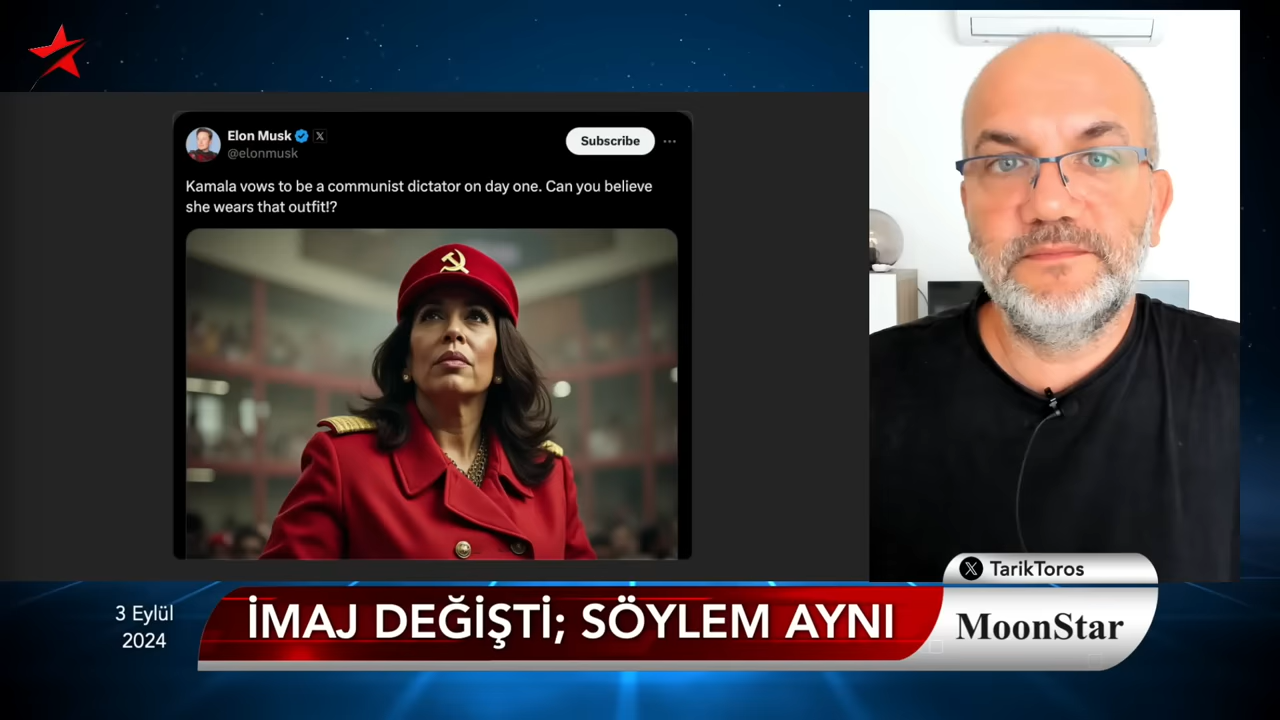 Elon Musk
@elonmusk
Subscribe
Kamala vows to be a communist dictator on day one. Can you believe
she wears that outfit!?
TarikToros
3 Eylül
2024
İMAJ DEĞİŞTİ; SÖYLEM AYNI
MoonStar